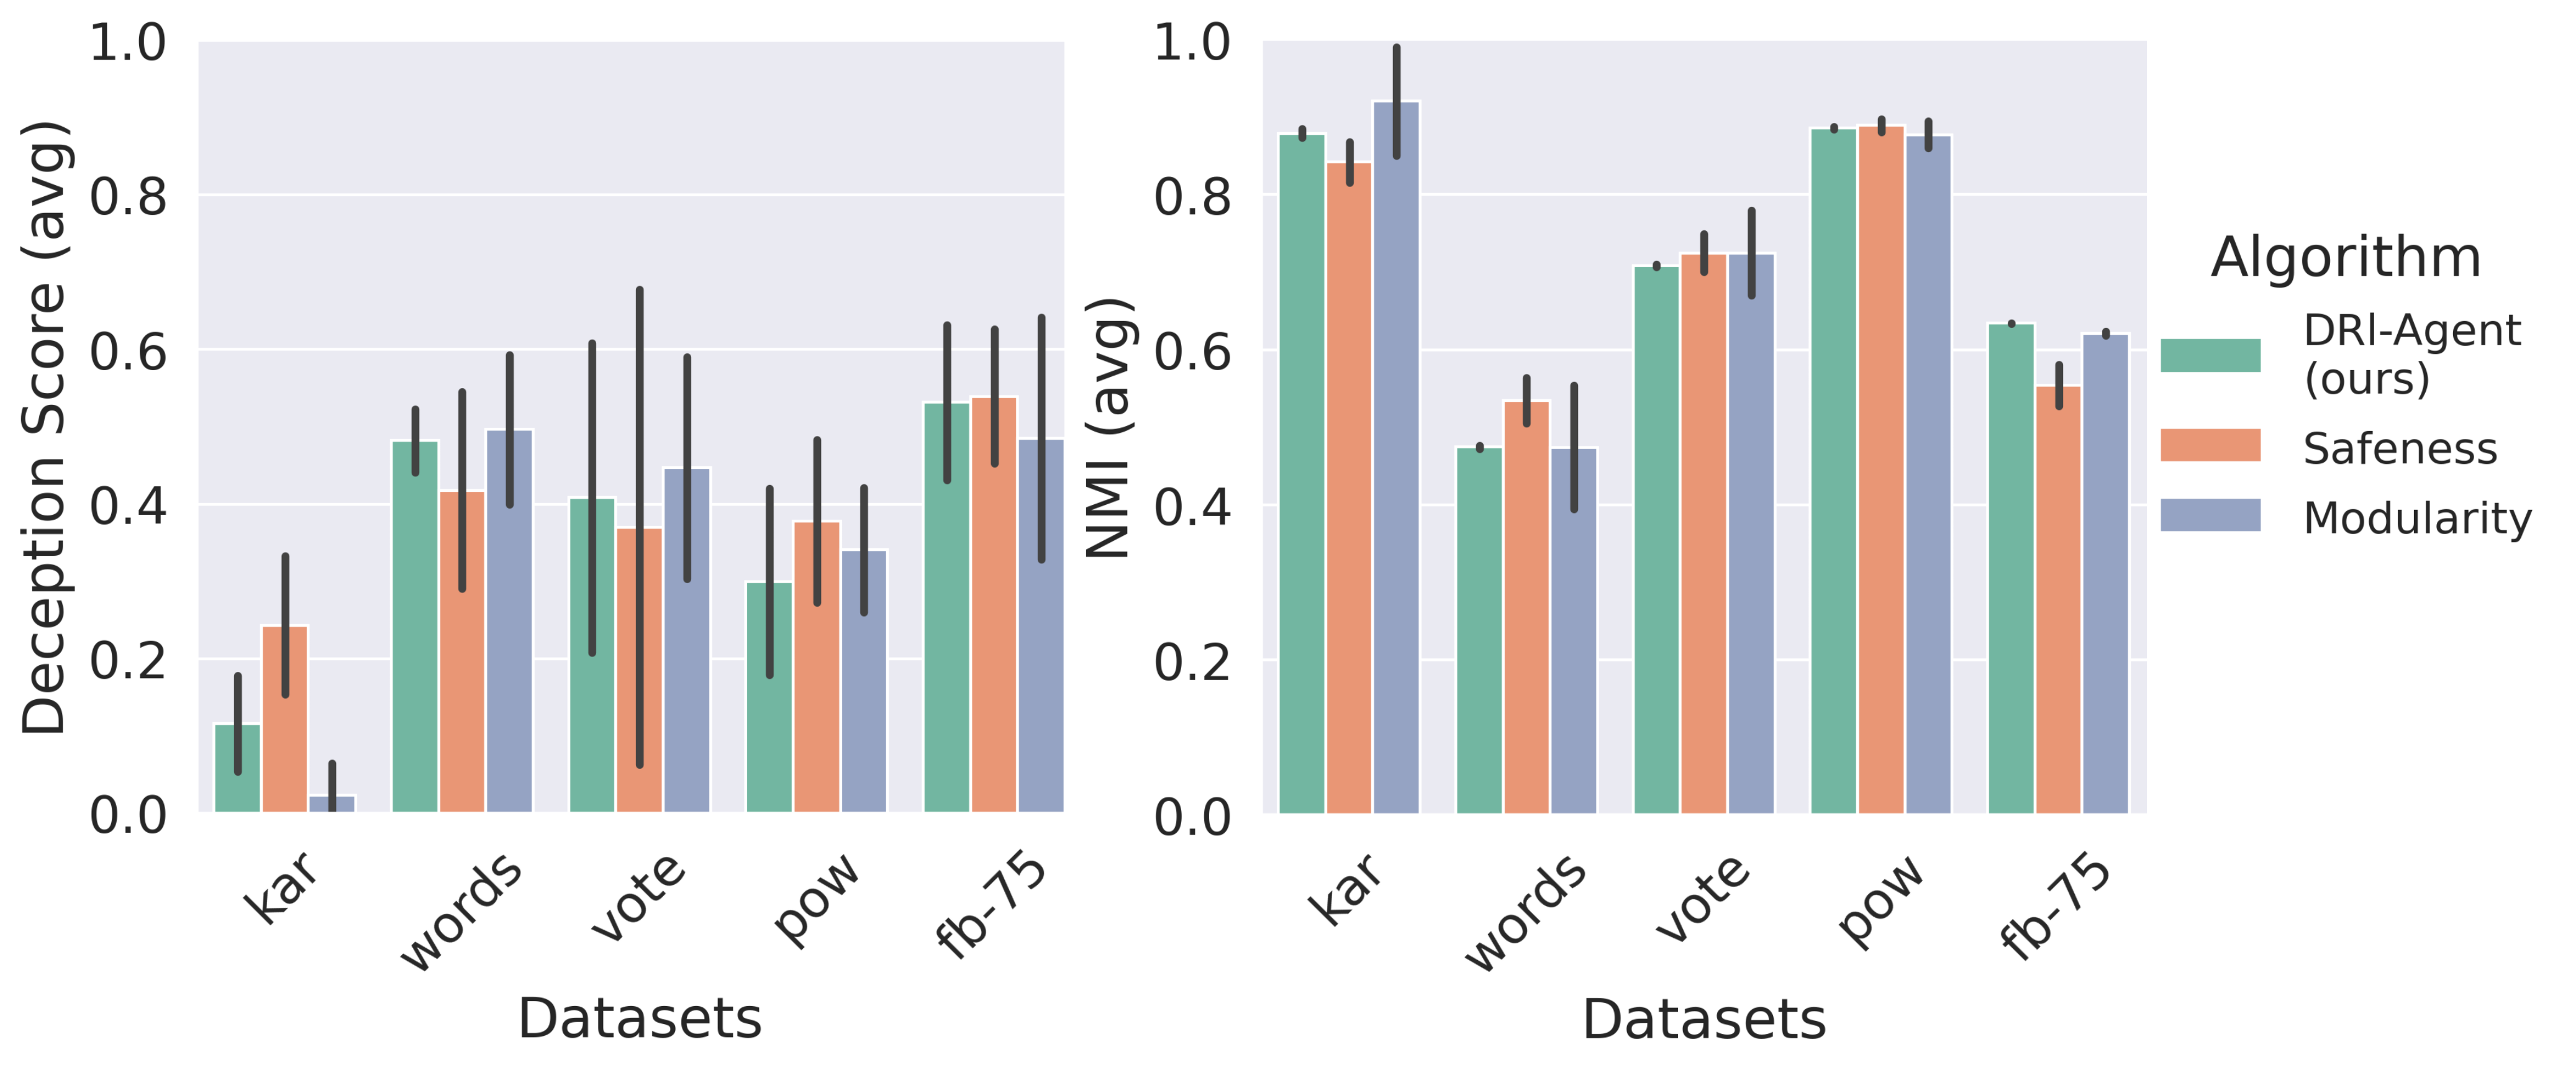 Deception Score (avg)
1.0
0.8
0.6
0.4
0.2
0.0
kar
words
vote
pow
fb-75
Datasets
NMI (avg)
1.0
0.8
0.6
0.4
0.2
0.0
kar
words
vote
pow
fb-75
Datasets
Algorithm
DRl-Agent
(ours)
Safeness
Modularity